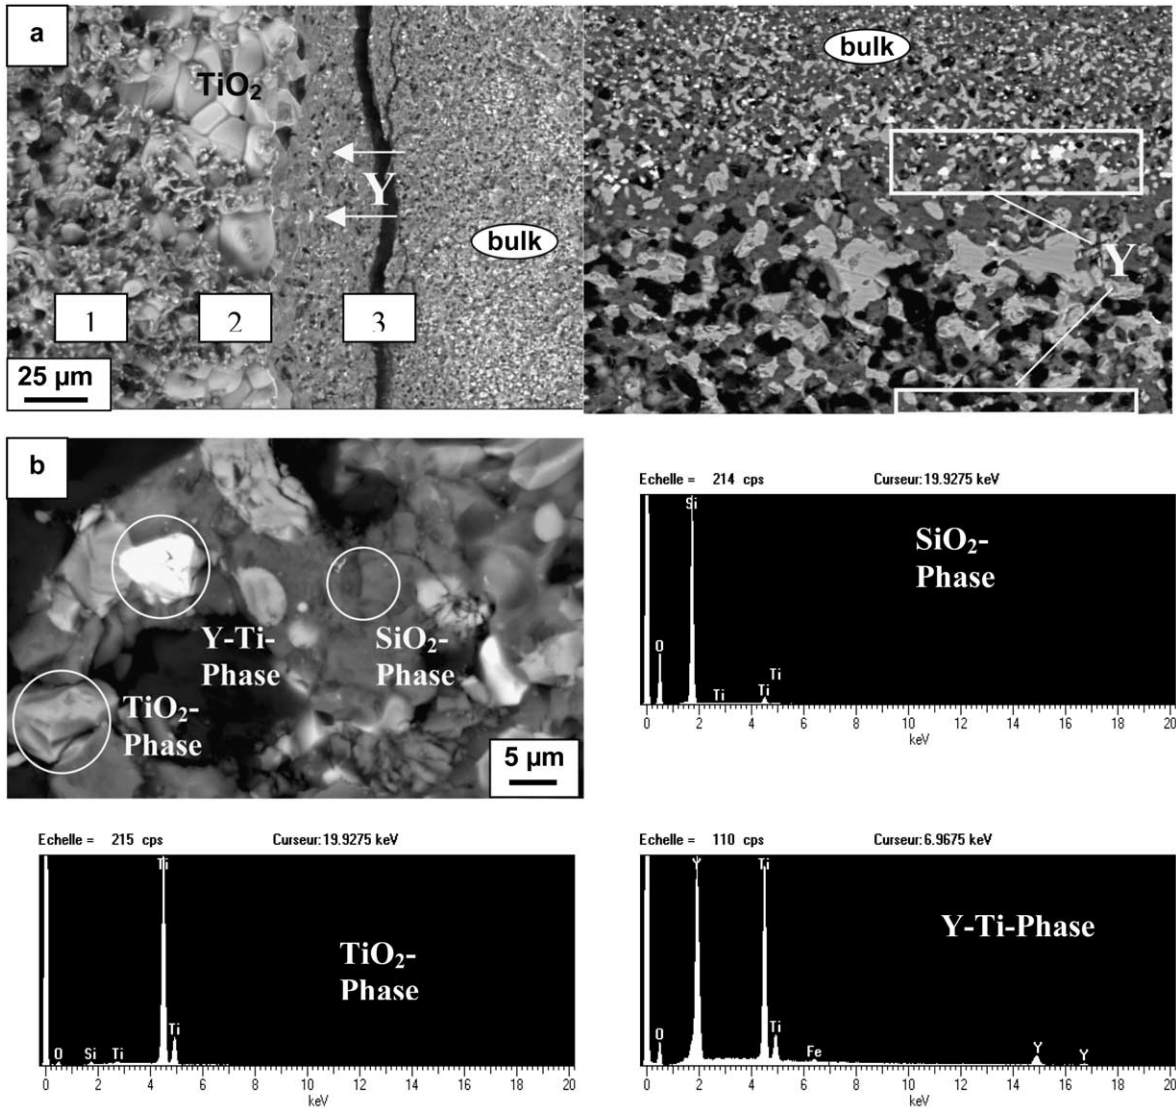 a
TiO₂
Y
bulk
1
2
3
25 µm
bulk
Y
b
Y-Ti-
Phase
SiO₂-
Phase
TiO₂-
Phase
5 µm
Echelle = 214 cps Curseur: 19.9275 keV
Si
SiO₂-
Phase
O
Ti
Ti
Ti
0 2 4 6 8 10 12 14 16 18 20
keV
Echelle = 215 cps Curseur: 19.9275 keV
Ti
TiO₂-
Phase
O Si Ti Ti
0 2 4 6 8 10 12 14 16 18 20
keV
Echelle = 110 cps Curseur: 6.9675 keV
Y Ti
Y-Ti-Phase
O Ti Fe Y Y
0 2 4 6 8 10 12 14 16 18 20
keV